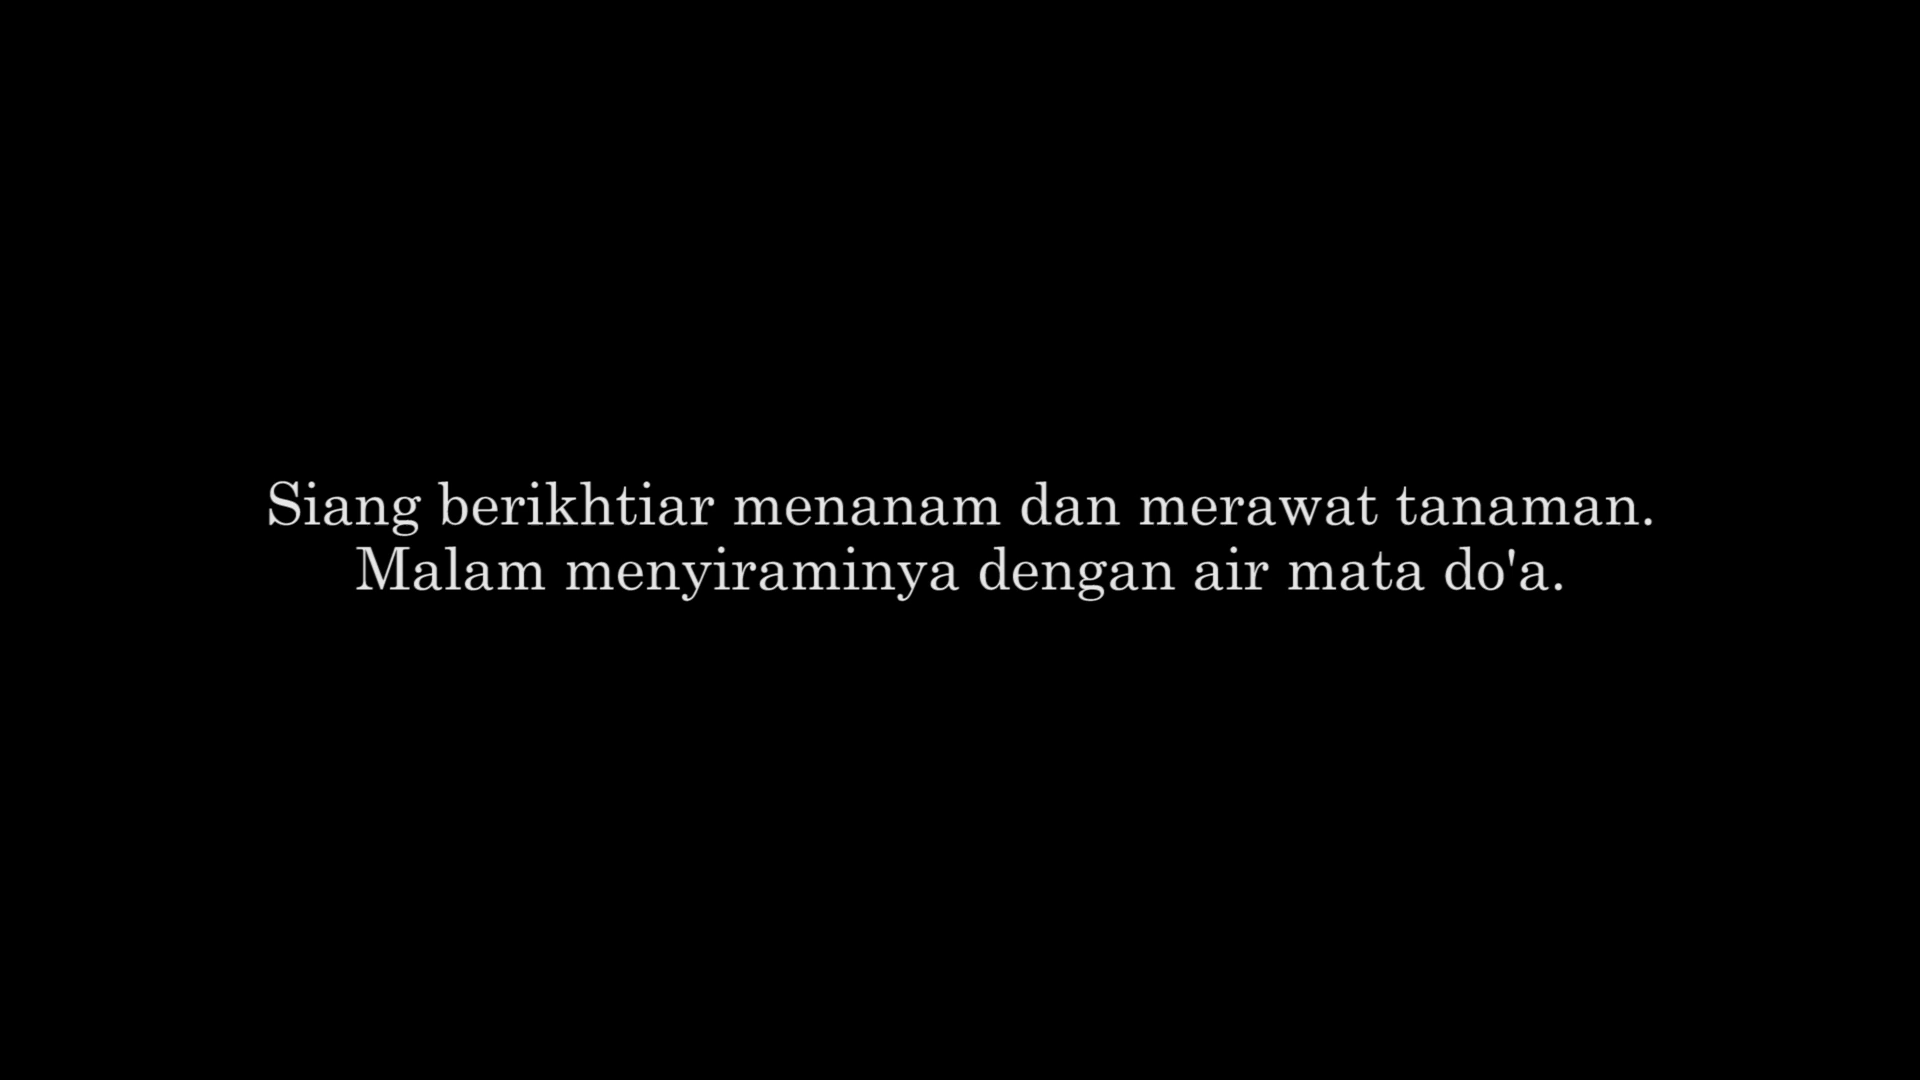 Siang berikhtiar menanam dan merawat tanaman.
Malam menyiraminya dengan air mata do'a.